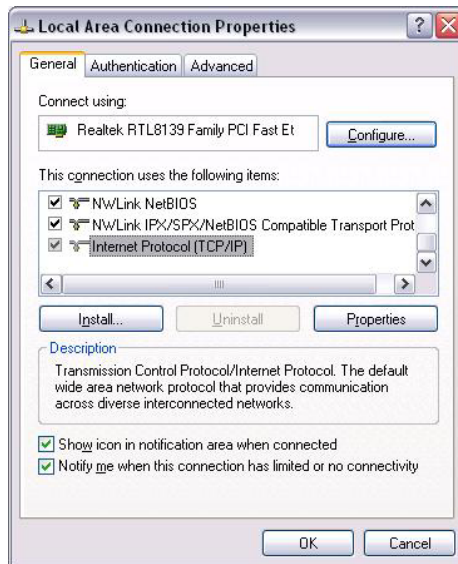 Local Area Connection Properties
General Authentication Advanced
Connect using:
Realtek RTL8139 Family PCI Fast Et
Configure...
This connection uses the following items:
NWLink NetBIOS
NWLink IPX/SPX/NetBIOS Compatible Transport Prot
Internet Protocol (TCP/IP)
Install... Uninstall Properties
Description
Transmission Control Protocol/Internet Protocol. The default
wide area network protocol that provides communication
across diverse interconnected networks.
Show icon in notification area when connected
Notify me when this connection has limited or no connectivity
OK Cancel